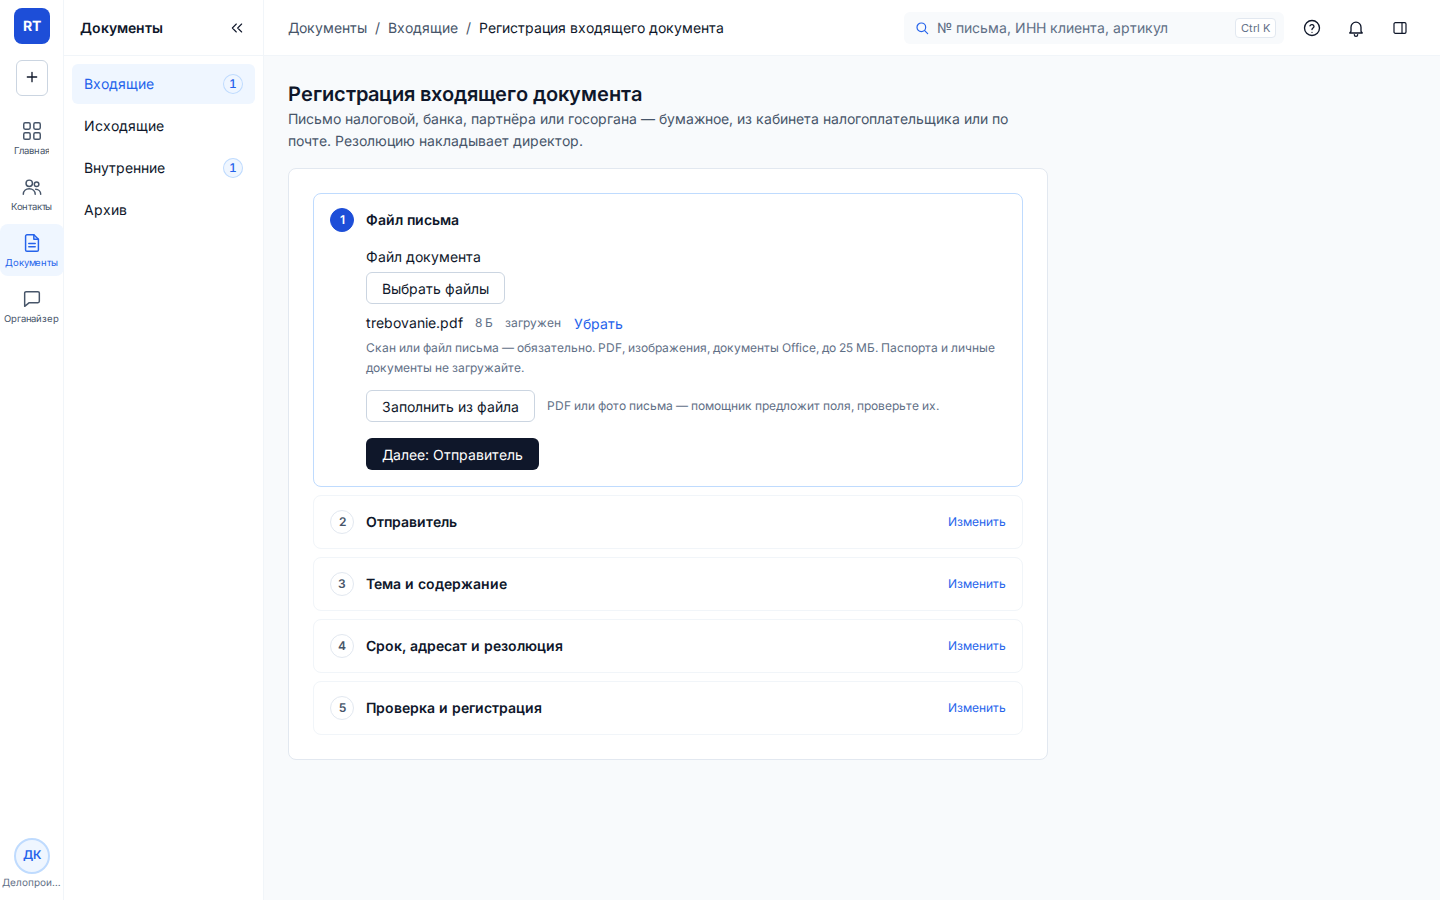 RT
Документы
Документы / Входящие / Регистрация входящего документа
№ письма, ИНН клиента, артикул
Ctrl K
+
Главная
Контакты
Документы
Органайзер
Входящие 1
Исходящие
Внутренние 1
Архив
Регистрация входящего документа
Письмо налоговой, банка, партнёра или госоргана — бумажное, из кабинета налогоплательщика или по
почте. Резолюцию накладывает директор.
1 Файл письма
Файл документа
Выбрать файлы
trebovanie.pdf 8 Б загружен Убрать
Скан или файл письма — обязательно. PDF, изображения, документы Office, до 25 МБ. Паспорта и личные
документы не загружайте.
Заполнить из файла PDF или фото письма — помощник предложит поля, проверьте их.
Далее: Отправитель
2 Отправитель Изменить
3 Тема и содержание Изменить
4 Срок, адресат и резолюция Изменить
5 Проверка и регистрация Изменить
ДК
Делопрои...